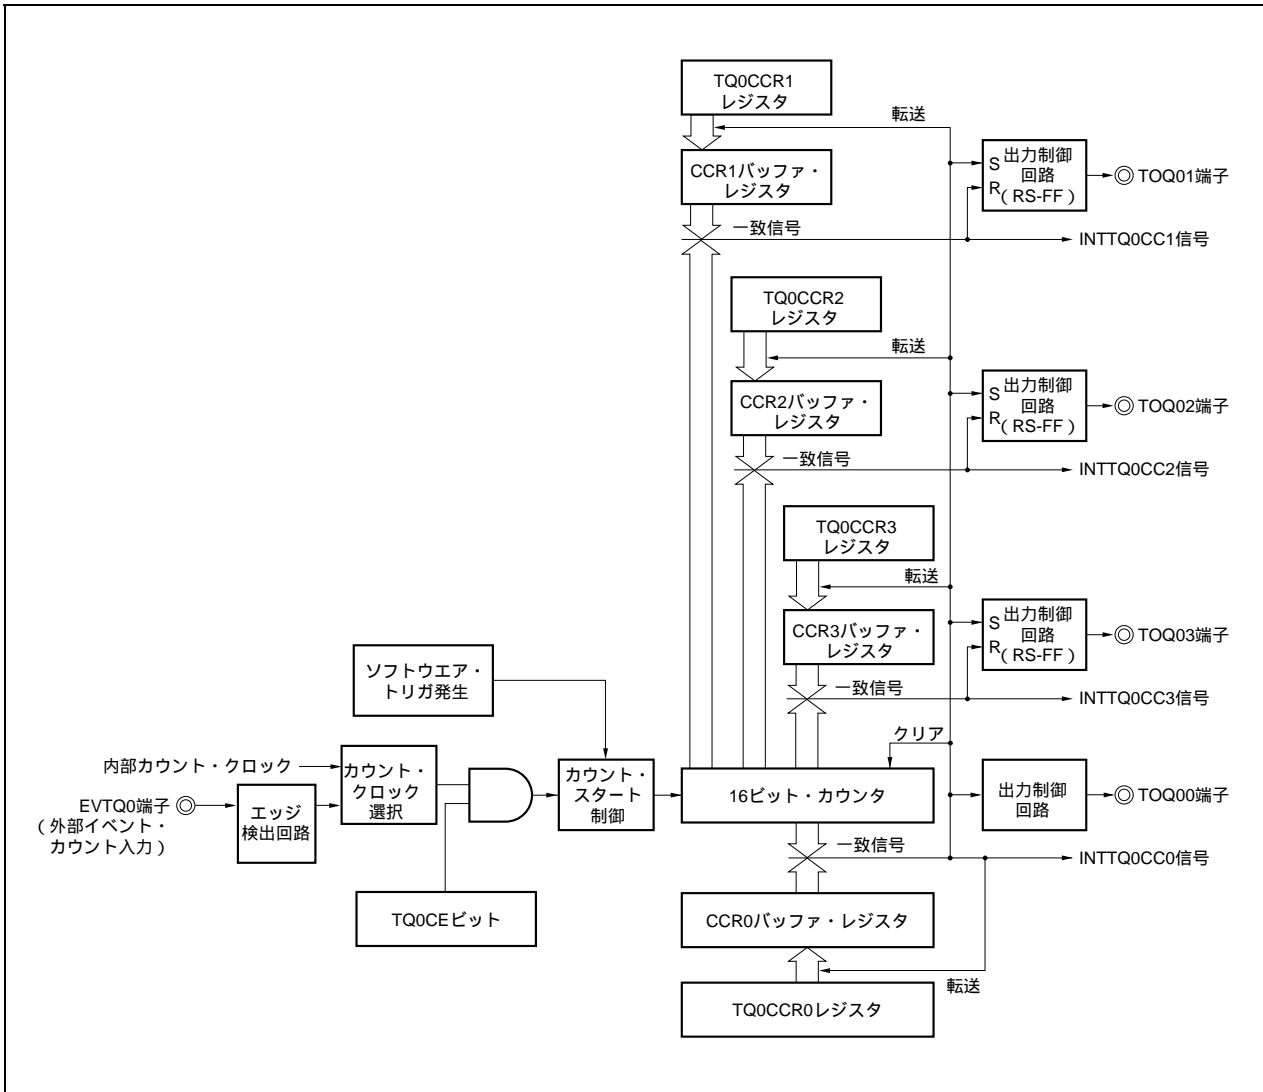 TQ0CCR1
レジスタ
転送
CCR1バッファ・
レジスタ
S 出力制御
回路
R ( RS-FF )
TOQ01端子
一致信号
INTTQ0CC1信号
TQ0CCR2
レジスタ
転送
CCR2バッファ・
レジスタ
S 出力制御
回路
R ( RS-FF )
TOQ02端子
一致信号
INTTQ0CC2信号
TQ0CCR3
レジスタ
転送
CCR3バッファ・
レジスタ
S 出力制御
回路
R ( RS-FF )
TOQ03端子
一致信号
INTTQ0CC3信号
ソフトウエア・
トリガ発生
クリア
内部カウント・クロック
カウント・
クロック
選択
EVTQ0端子
( 外部イベント・
カウント入力 )
エッジ
検出回路
カウント・
スタート
制御
16ビット・カウンタ
出力制御
回路
TOQ00端子
一致信号
INTTQ0CC0信号
TQ0CEビット
CCR0バッファ・レジスタ
転送
TQ0CCR0レジスタ